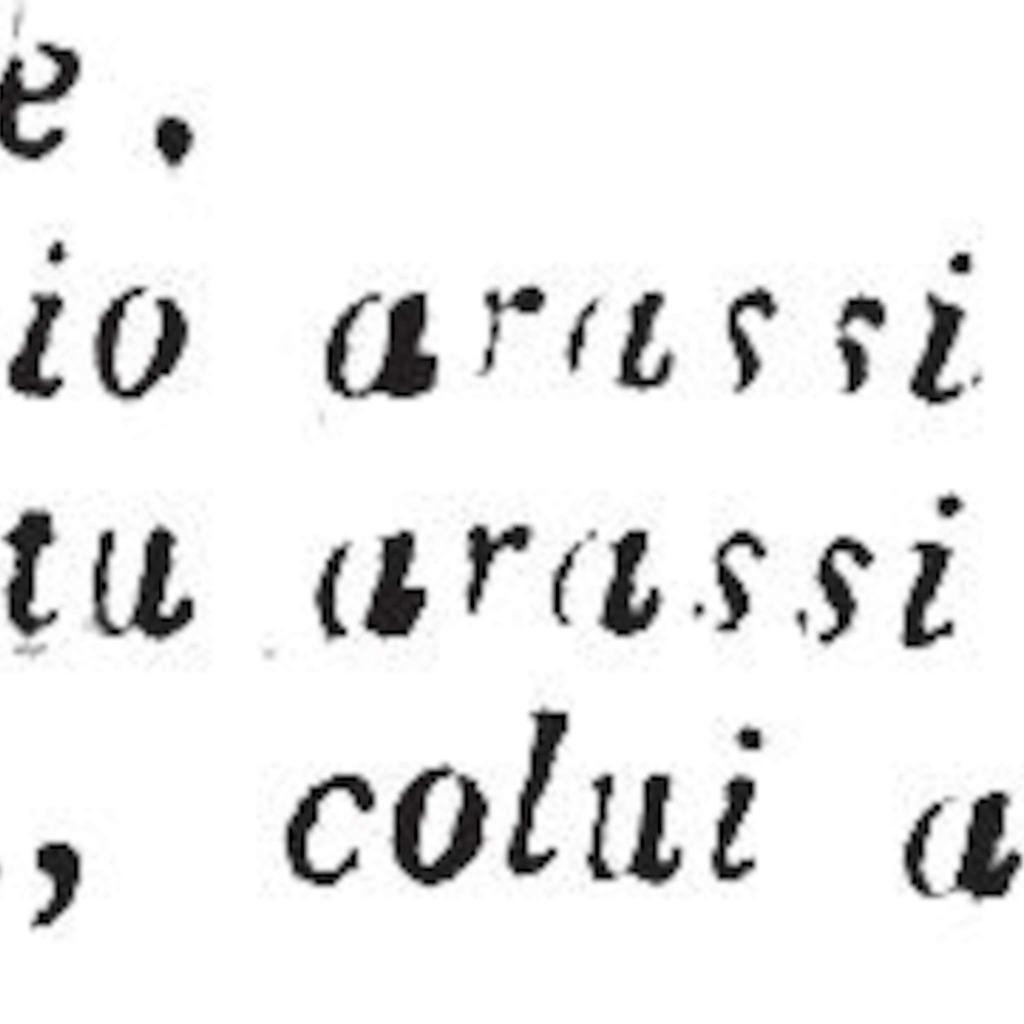 e.
io arassi
tu arassi
, colui a